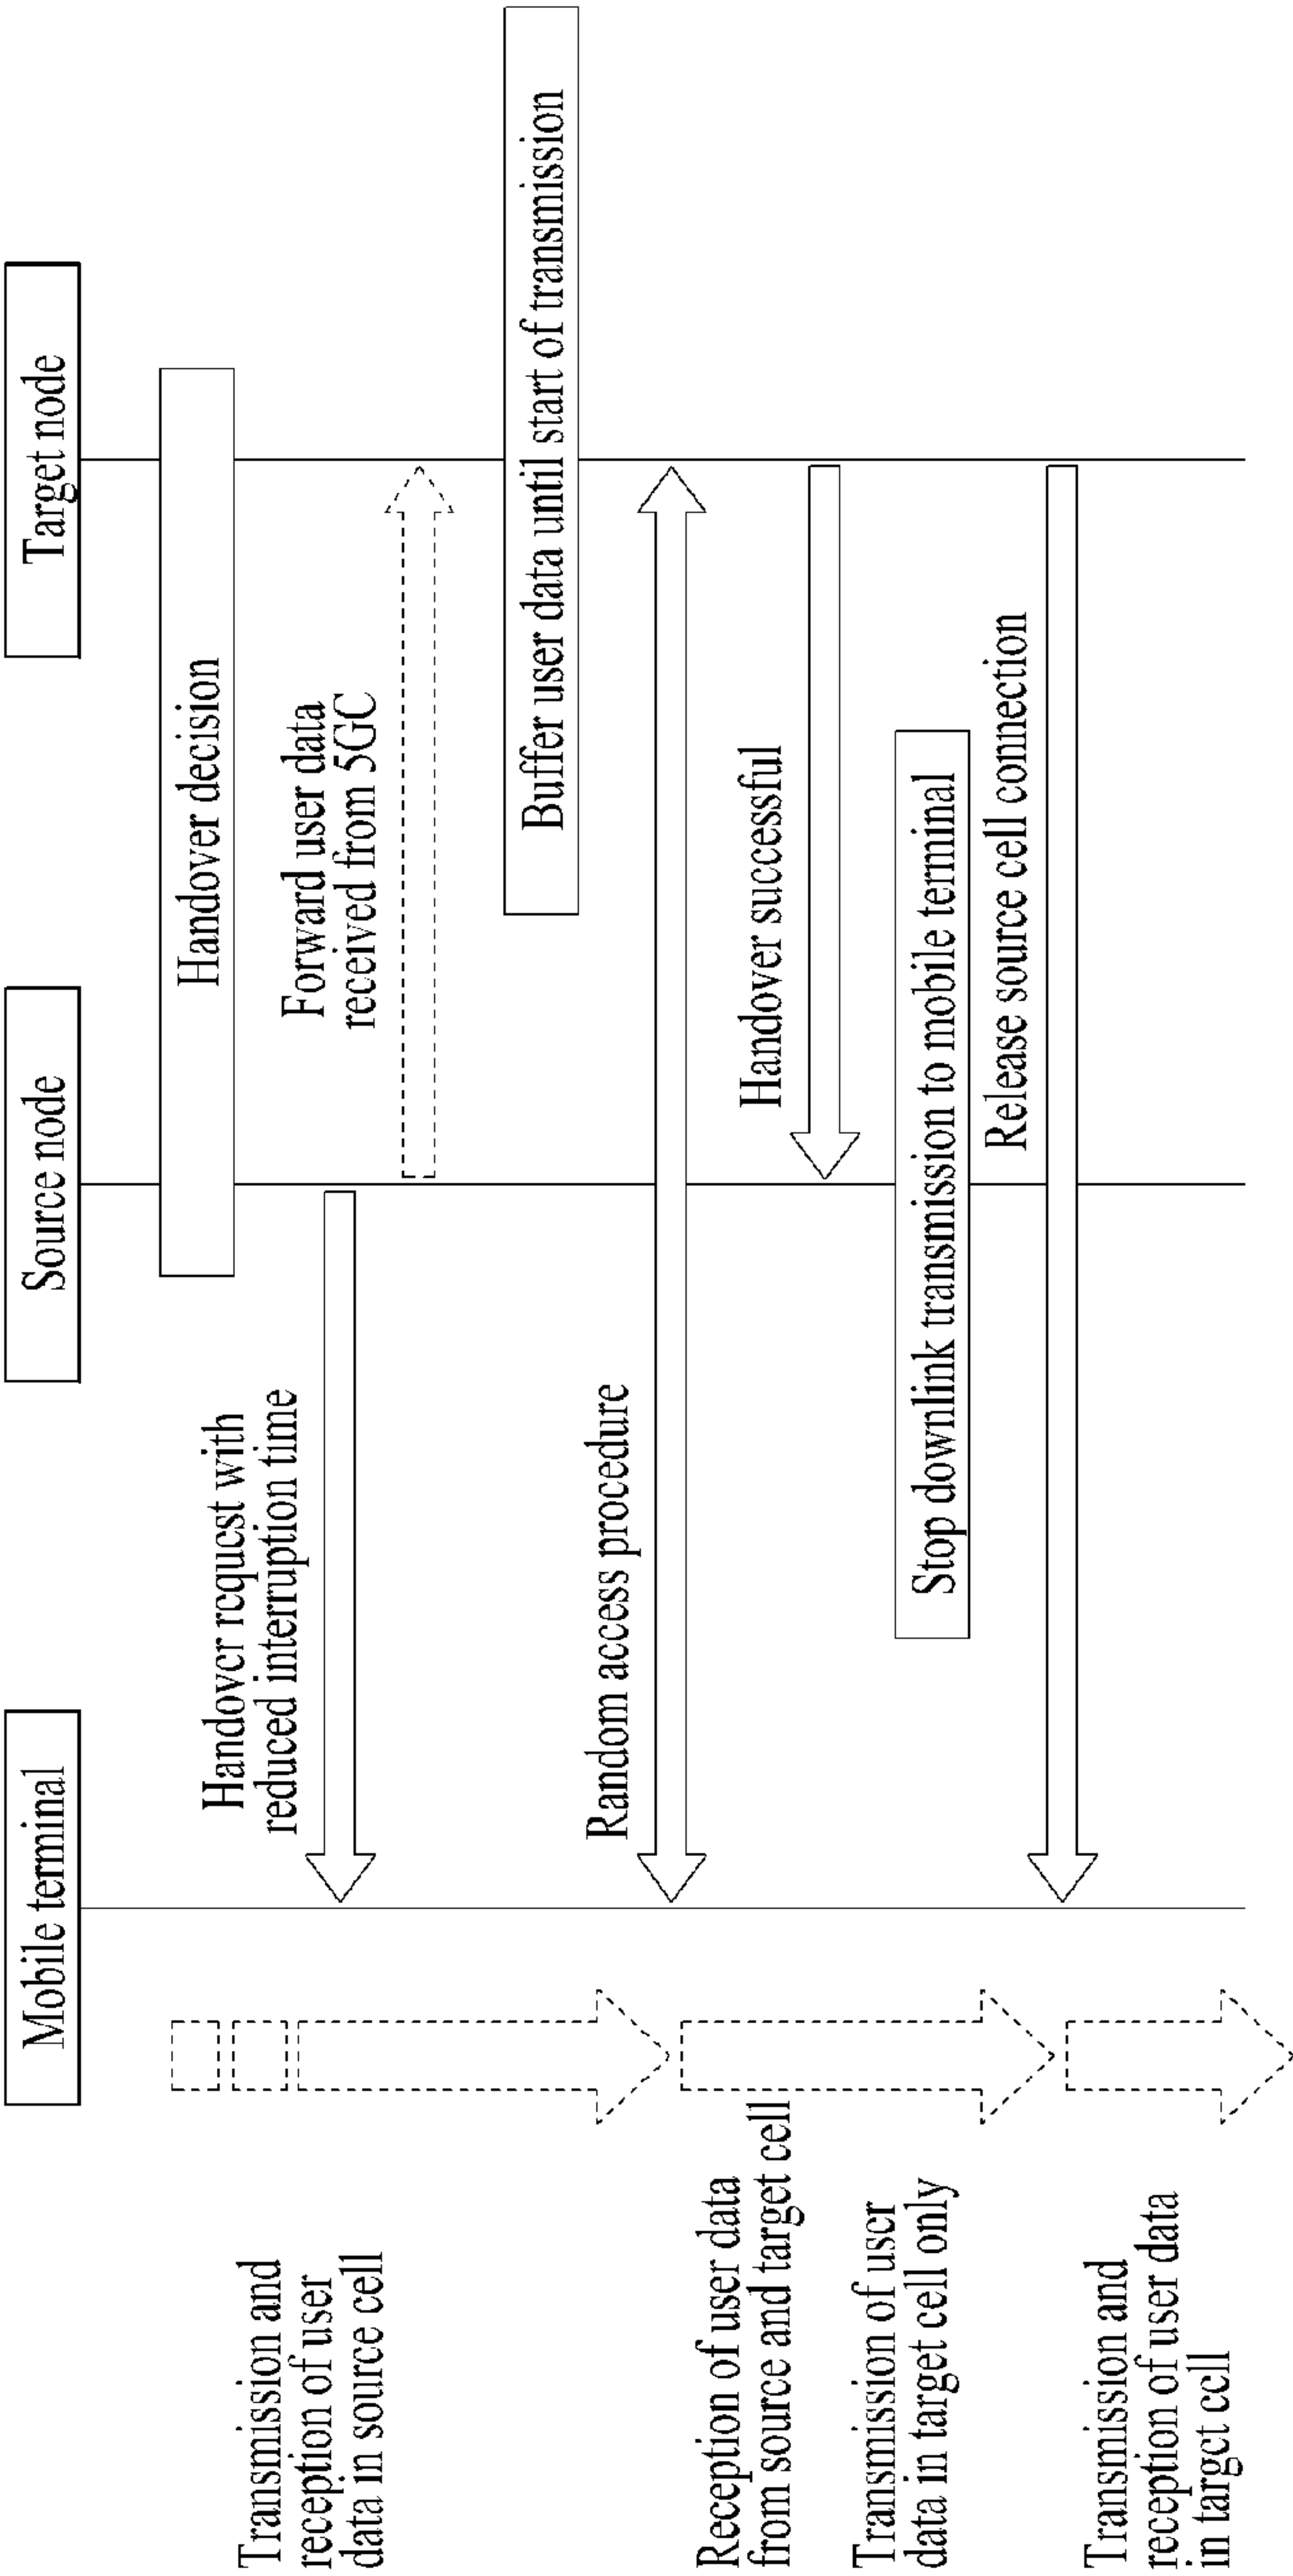 Mobile terminal
Source node
Target node
Handover decision
Transmission and
reception of user
data in source cell
Handover request with
reduced interruption time
Forward user data
received from 5GC
Buffer user data until start of transmission
Random access procedure
Reception of user data
from source and target cell
Handover successful
Transmission of user
data in target cell only
Stop downlink transmission to mobile terminal
Release source cell connection
Transmission and
reception of user data
in target cell